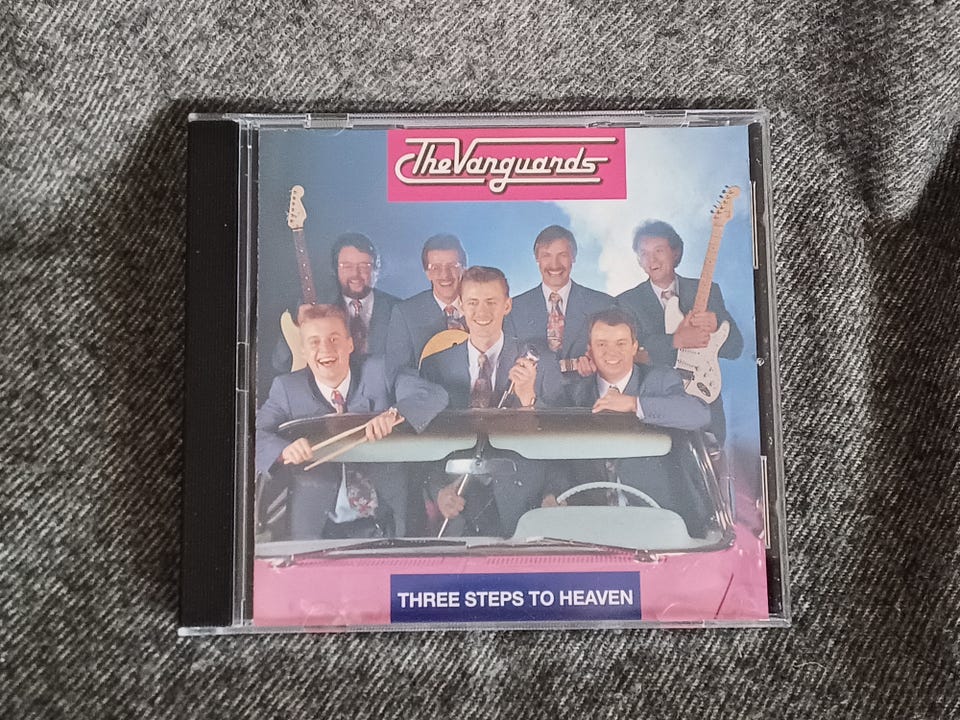 The Vanguards
THREE STEPS TO HEAVEN